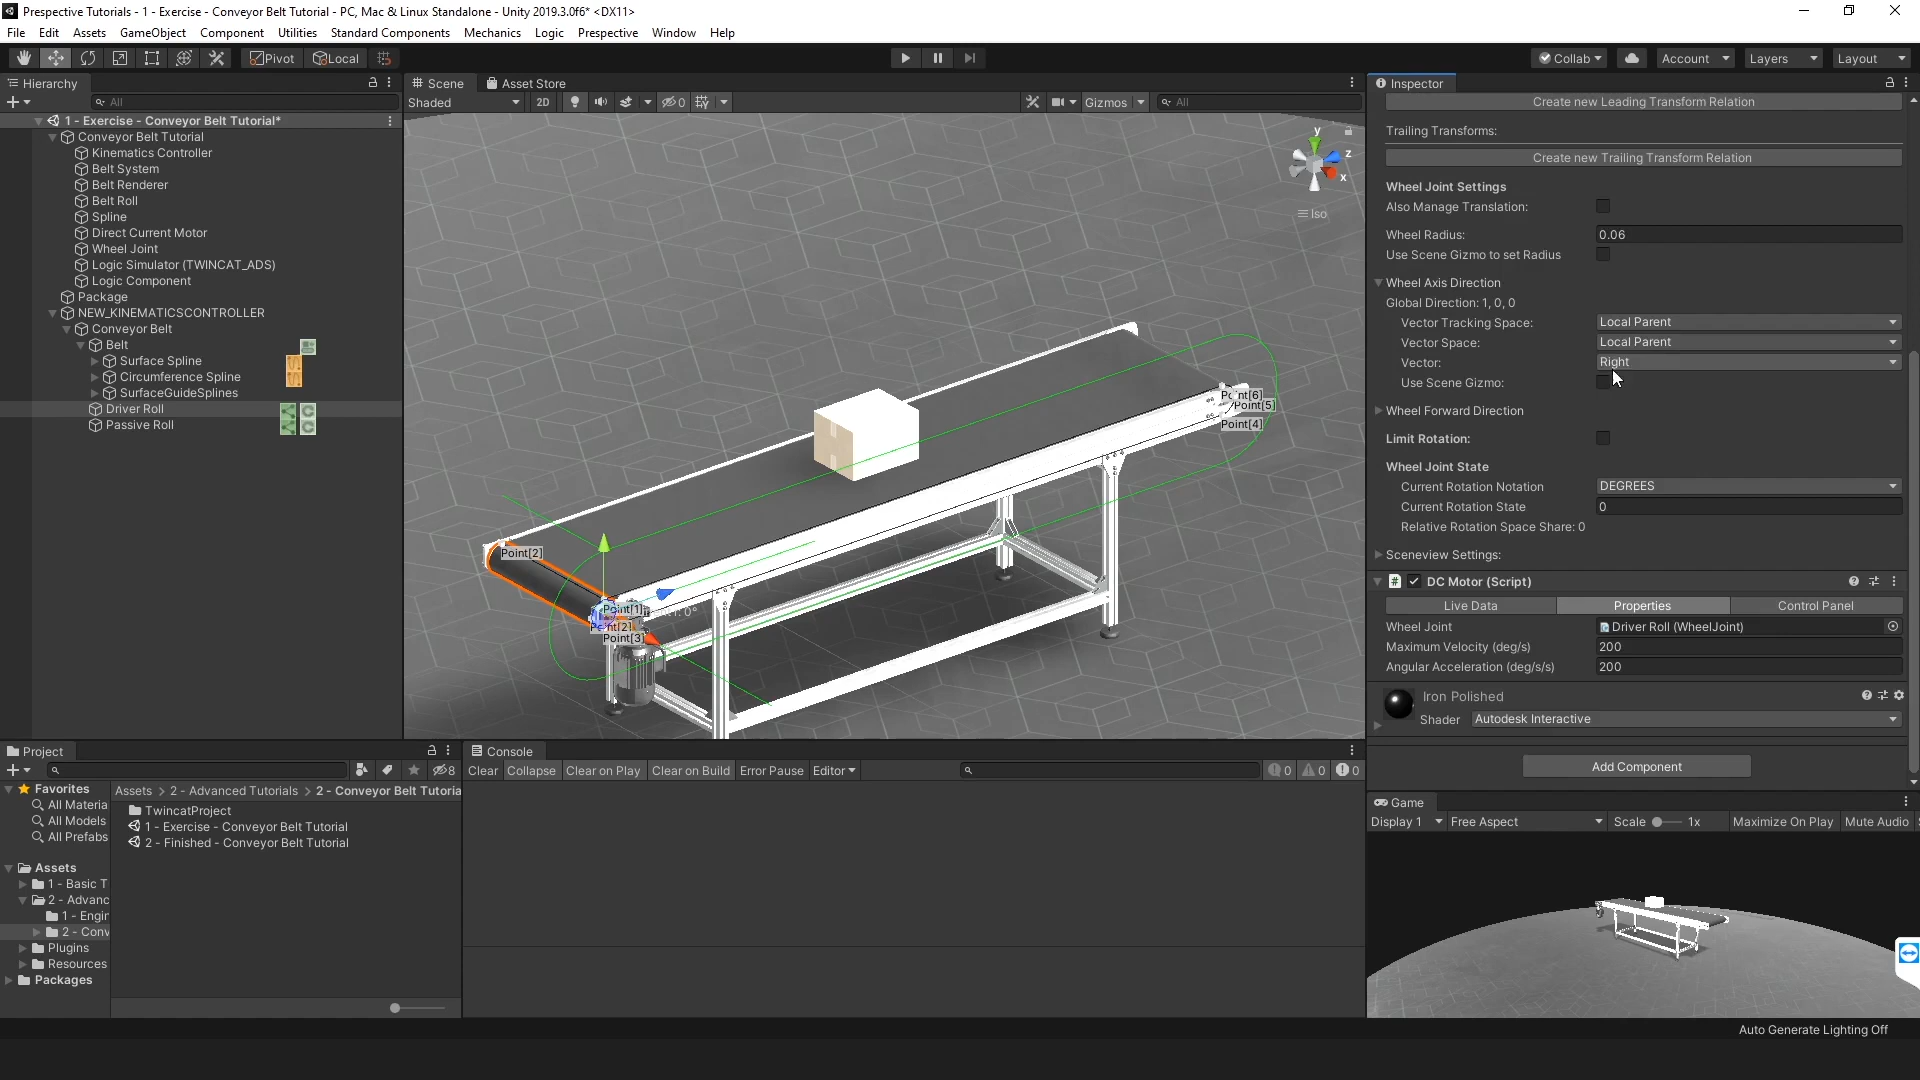 Prespective Tutorials - 1 - Exercise - Conveyor Belt Tutorial - PC, Mac & Linux Standalone - Unity 2019.3.0f6* <DX11>
File Edit Assets GameObject Component Utilities Standard Components Mechanics Logic Prespective Window Help
Pivot Local Collab Account Layers Layout
Hierarchy
All
1 - Exercise - Conveyor Belt Tutorial*
Conveyor Belt Tutorial
Kinematics Controller
Belt System
Belt Renderer
Belt Roll
Spline
Direct Current Motor
Wheel Joint
Logic Simulator (TWINCAT_ADS)
Logic Component
Package
NEW_KINEMATICSCONTROLLER
Conveyor Belt
Belt
Surface Spline
Circumference Spline
SurfaceGuideSplines
Driver Roll
Passive Roll
Scene Asset Store
Shaded 2D 0 Gizmos All
y
z
x
Iso
Point[6]
Point[5]
Point[4]
Point[2]
Point[1]
Point[2]
Point[3]
Inspector
Create new Leading Transform Relation
Trailing Transforms:
Create new Trailing Transform Relation
Wheel Joint Settings
Also Manage Translation:
Wheel Radius: 0.06
Use Scene Gizmo to set Radius
Wheel Axis Direction
Global Direction: 1, 0, 0
Vector Tracking Space: Local Parent
Vector Space: Local Parent
Vector: Right
Use Scene Gizmo:
Wheel Forward Direction
Limit Rotation:
Wheel Joint State
Current Rotation Notation DEGREES
Current Rotation State 0
Relative Rotation Space Share: 0
Sceneview Settings:
DC Motor (Script)
Live Data Properties Control Panel
Wheel Joint Driver Roll (WheelJoint)
Maximum Velocity (deg/s) 200
Angular Acceleration (deg/s/s) 200
Iron Polished
Shader Autodesk Interactive
Add Component
Project
8
Favorites
All Materia
All Models
All Prefabs
Assets
1 - Basic T
2 - Advanc
1 - Engir
2 - Conv
Plugins
Resources
Packages
Assets > 2 - Advanced Tutorials > 2 - Conveyor Belt Tutoria
TwincatProject
1 - Exercise - Conveyor Belt Tutorial
2 - Finished - Conveyor Belt Tutorial
Console
Clear Collapse Clear on Play Clear on Build Error Pause Editor 0 0 0
Game
Display 1 Free Aspect Scale 1x Maximize On Play Mute Audio
Auto Generate Lighting Off